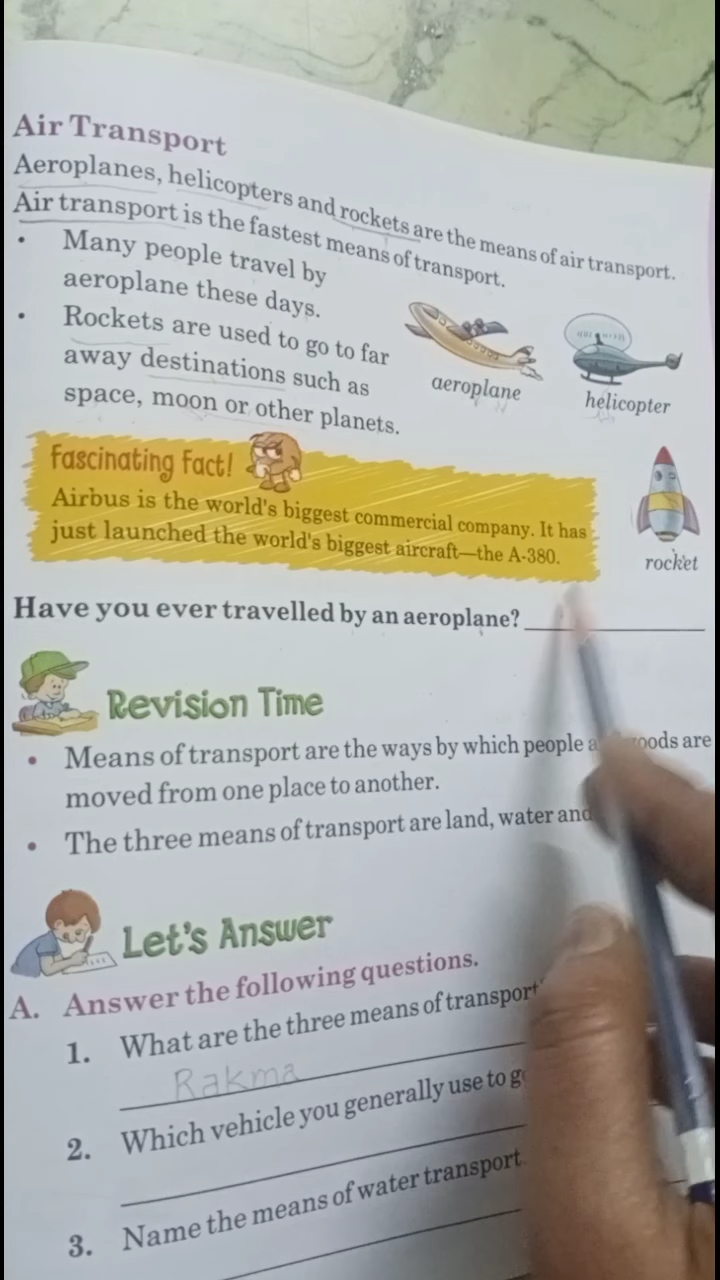 Air Transport
Aeroplanes, helicopters and rockets are the means of air transport.
Air transport is the fastest means of transport.
• Many people travel by
aeroplane these days.
• Rockets are used to go to far
away destinations such as
space, moon or other planets.
aeroplane
helicopter
Fascinating Fact!
Airbus is the world's biggest commercial company. It has
just launched the world's biggest aircraft—the A-380.
rocket
Have you ever travelled by an aeroplane?
Revision Time
• Means of transport are the ways by which people goods are
moved from one place to another.
• The three means of transport are land, water and
Let's Answer
A. Answer the following questions.
1. What are the three means of transport
Rakma
2. Which vehicle you generally use to
3. Name the means of water transport